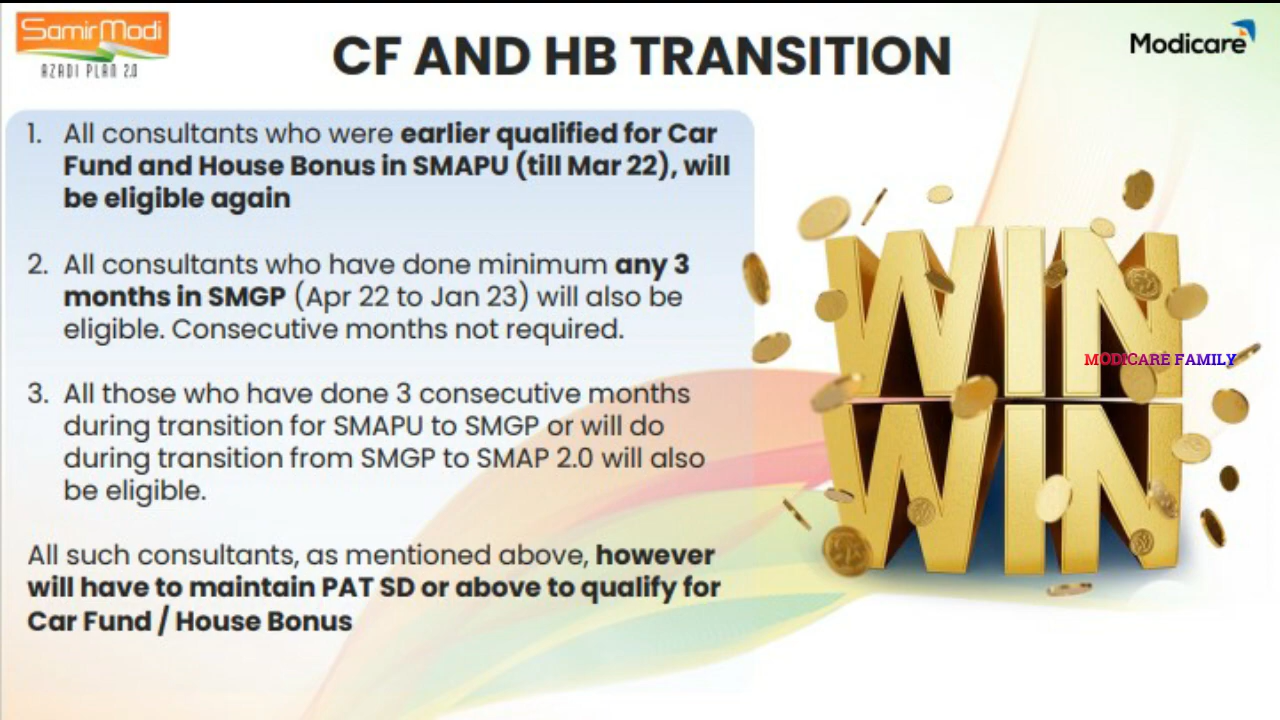 SamirModi
AZADI PLAN 2.0
CF AND HB TRANSITION
Modicare
1. All consultants who were earlier qualified for Car
Fund and House Bonus in SMAPU (till Mar 22), will
be eligible again
2. All consultants who have done minimum any 3
months in SMGP (Apr 22 to Jan 23) will also be
eligible. Consecutive months not required.
3. All those who have done 3 consecutive months
during transition for SMAPU to SMGP or will do
during transition from SMGP to SMAP 2.0 will also
be eligible.
All such consultants, as mentioned above, however
will have to maintain PAT SD or above to qualify for
Car Fund / House Bonus
WIN
MODICARE FAMILY
WIN